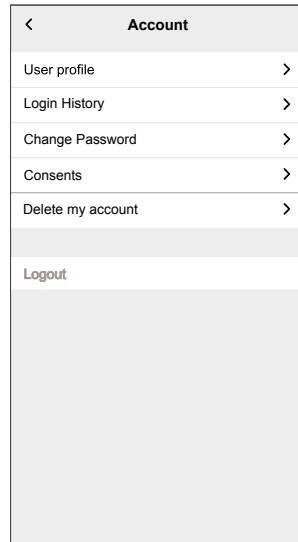 Account
User profile
Login History
Change Password
Consents
Delete my account
Logout